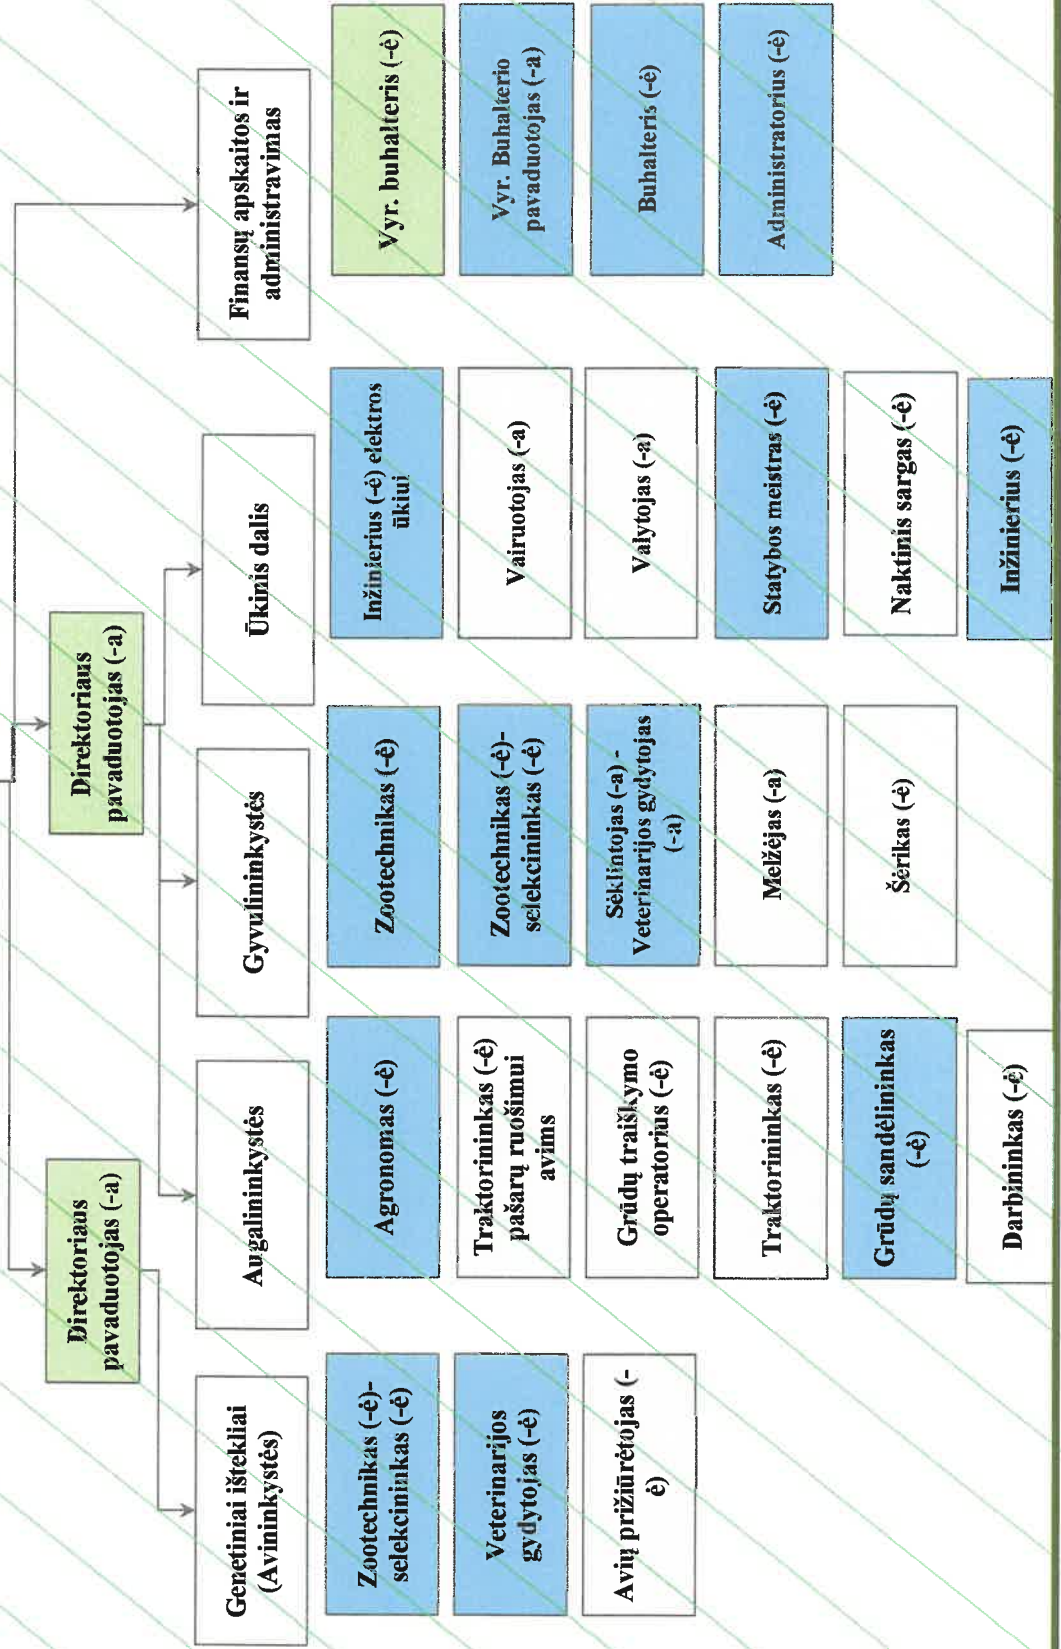 Direktoriaus
pavaduotojas (-a)
Direktoriaus
pavaduotojas (-a)
Genetiniai ištekliai
(Avininkystės)
Zootechnikas (-ė)-
selekcininkas (-ė)
Veterinarijos
gydytojas (-ė)
Avių prižiūrėtojas (-
ė)
Augalininkystės
Agronomas (-ė)
Traktorininkas (-ė)
pašarų ruošimui
avims
Grūdų traiškymo
operatorius (-ė)
Traktorininkas (-ė)
Grūdų sandėlininkas
(-ė)
Darbininkas (-ė)
Gyvulininkystės
Zootechnikas (-ė)
Zootechnikas (-ė)-
selekcininkas (-ė)
Sėklintojas (-a) -
Veterinarijos gydytojas
(-a)
Melžėjas (-a)
Šėrikas (-ė)
Ūkinis dalis
Inžinierius (-ė) elektros
ūkiui
Vairuotojas (-a)
Valytojas (-a)
Statybos meistras (-ė)
Naktinis sargas (-ė)
Inžinierius (-ė)
Finansų apskaitos ir
administravimas
Vyr. buhalteris (-ė)
Vyr. Buhalterio
pavaduotojas (-a)
Buhalteris (-ė)
Administratorius (-ė)